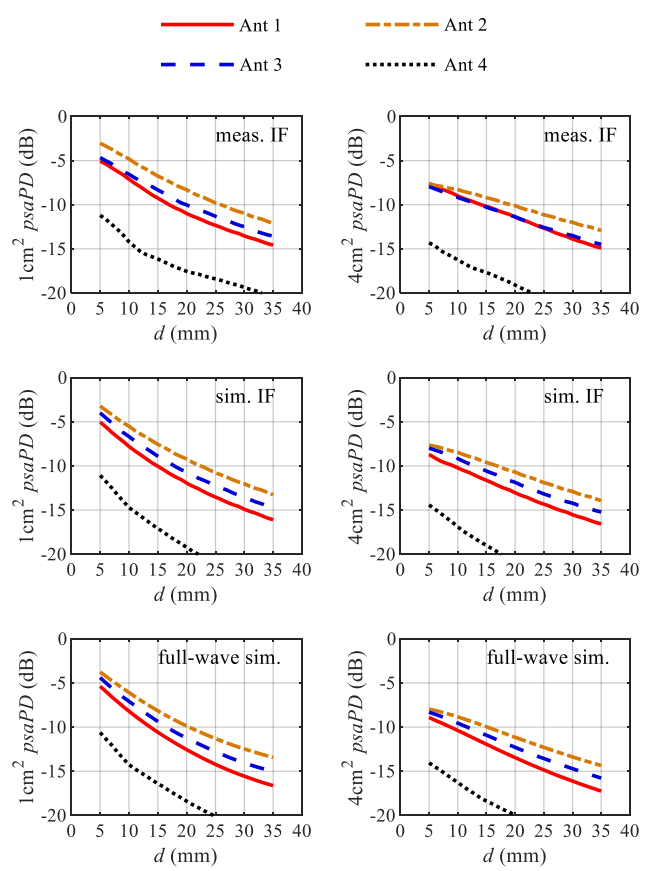 Ant 1 Ant 2
Ant 3 Ant 4
meas. IF
1cm² psaPD (dB)
0
-5
-10
-15
-20
0 5 10 15 20 25 30 35 40
d (mm)
meas. IF
4cm² psaPD (dB)
0
-5
-10
-15
-20
0 5 10 15 20 25 30 35 40
d (mm)
sim. IF
1cm² psaPD (dB)
0
-5
-10
-15
-20
0 5 10 15 20 25 30 35 40
d (mm)
sim. IF
4cm² psaPD (dB)
0
-5
-10
-15
-20
0 5 10 15 20 25 30 35 40
d (mm)
full-wave sim.
1cm² psaPD (dB)
0
-5
-10
-15
-20
0 5 10 15 20 25 30 35 40
d (mm)
full-wave sim.
4cm² psaPD (dB)
0
-5
-10
-15
-20
0 5 10 15 20 25 30 35 40
d (mm)